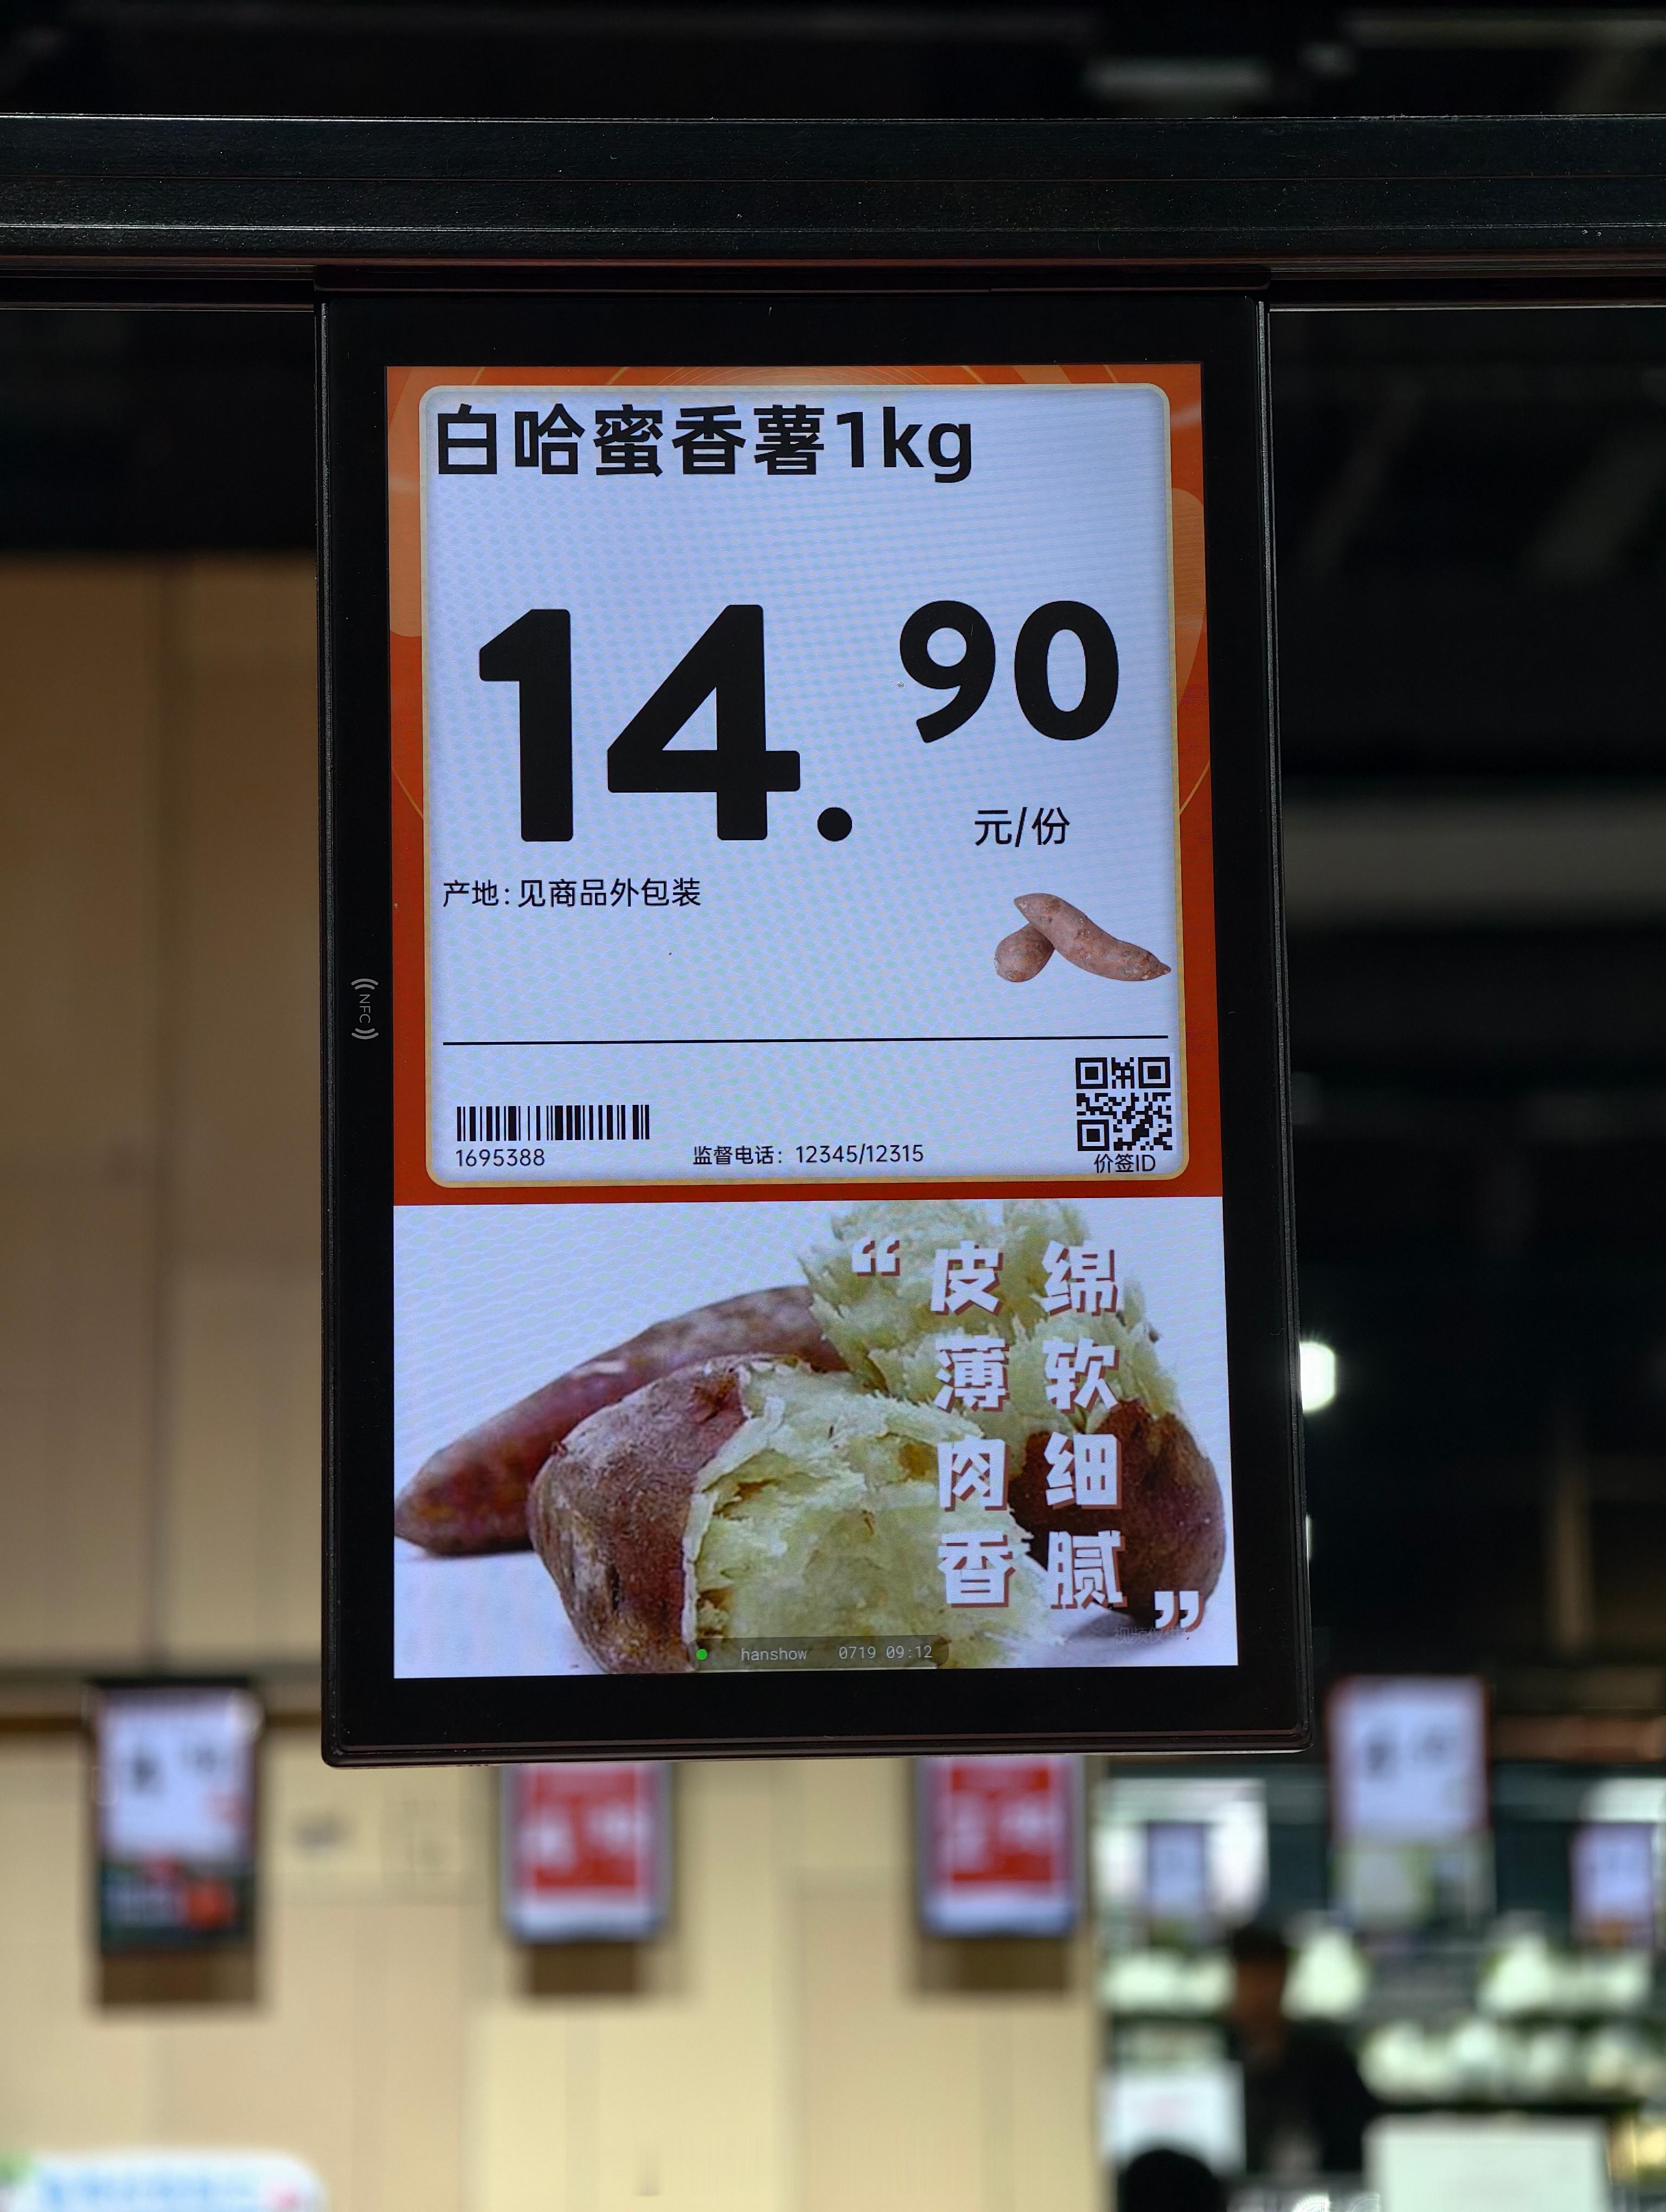 白哈蜜香薯1kg
14.90
元/份
产地:见商品外包装
NFC
1695388
监督电话：12345/12315
价签ID
“皮薄肉香
绵软细腻”
hanshow 0719 09:12